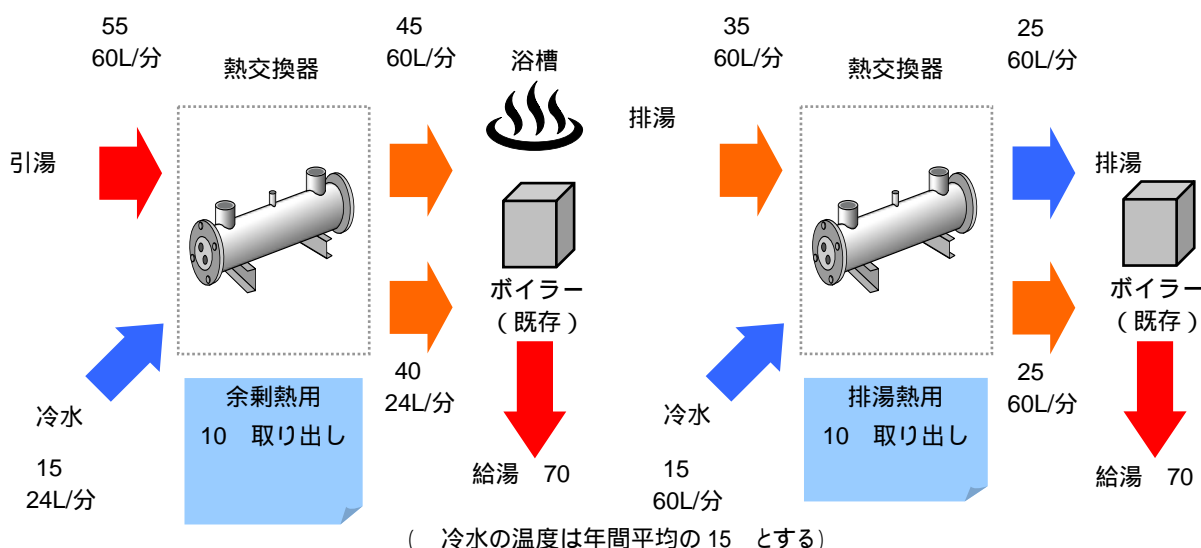 55
60L/分
熱交換器
45
60L/分
浴槽
引湯
ボイラー
（既存）
冷水
15
24L/分
余剰熱用
10 取り出し
40
24L/分
給湯 70
35
60L/分
熱交換器
25
60L/分
排湯
排湯
ボイラー
（既存）
冷水
15
60L/分
排湯熱用
10 取り出し
25
60L/分
給湯 70
( 冷水の温度は年間平均の 15 とする)